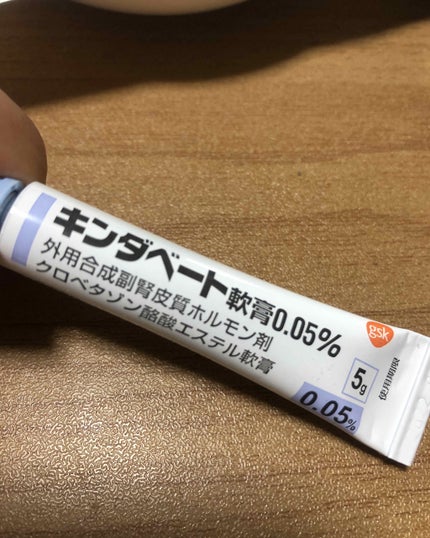 キンダベート軟膏0.05%
外用合成副腎皮質ホルモン剤
クロベタゾン酪酸エステル軟膏
gsk
5g
0.05%
使用期限